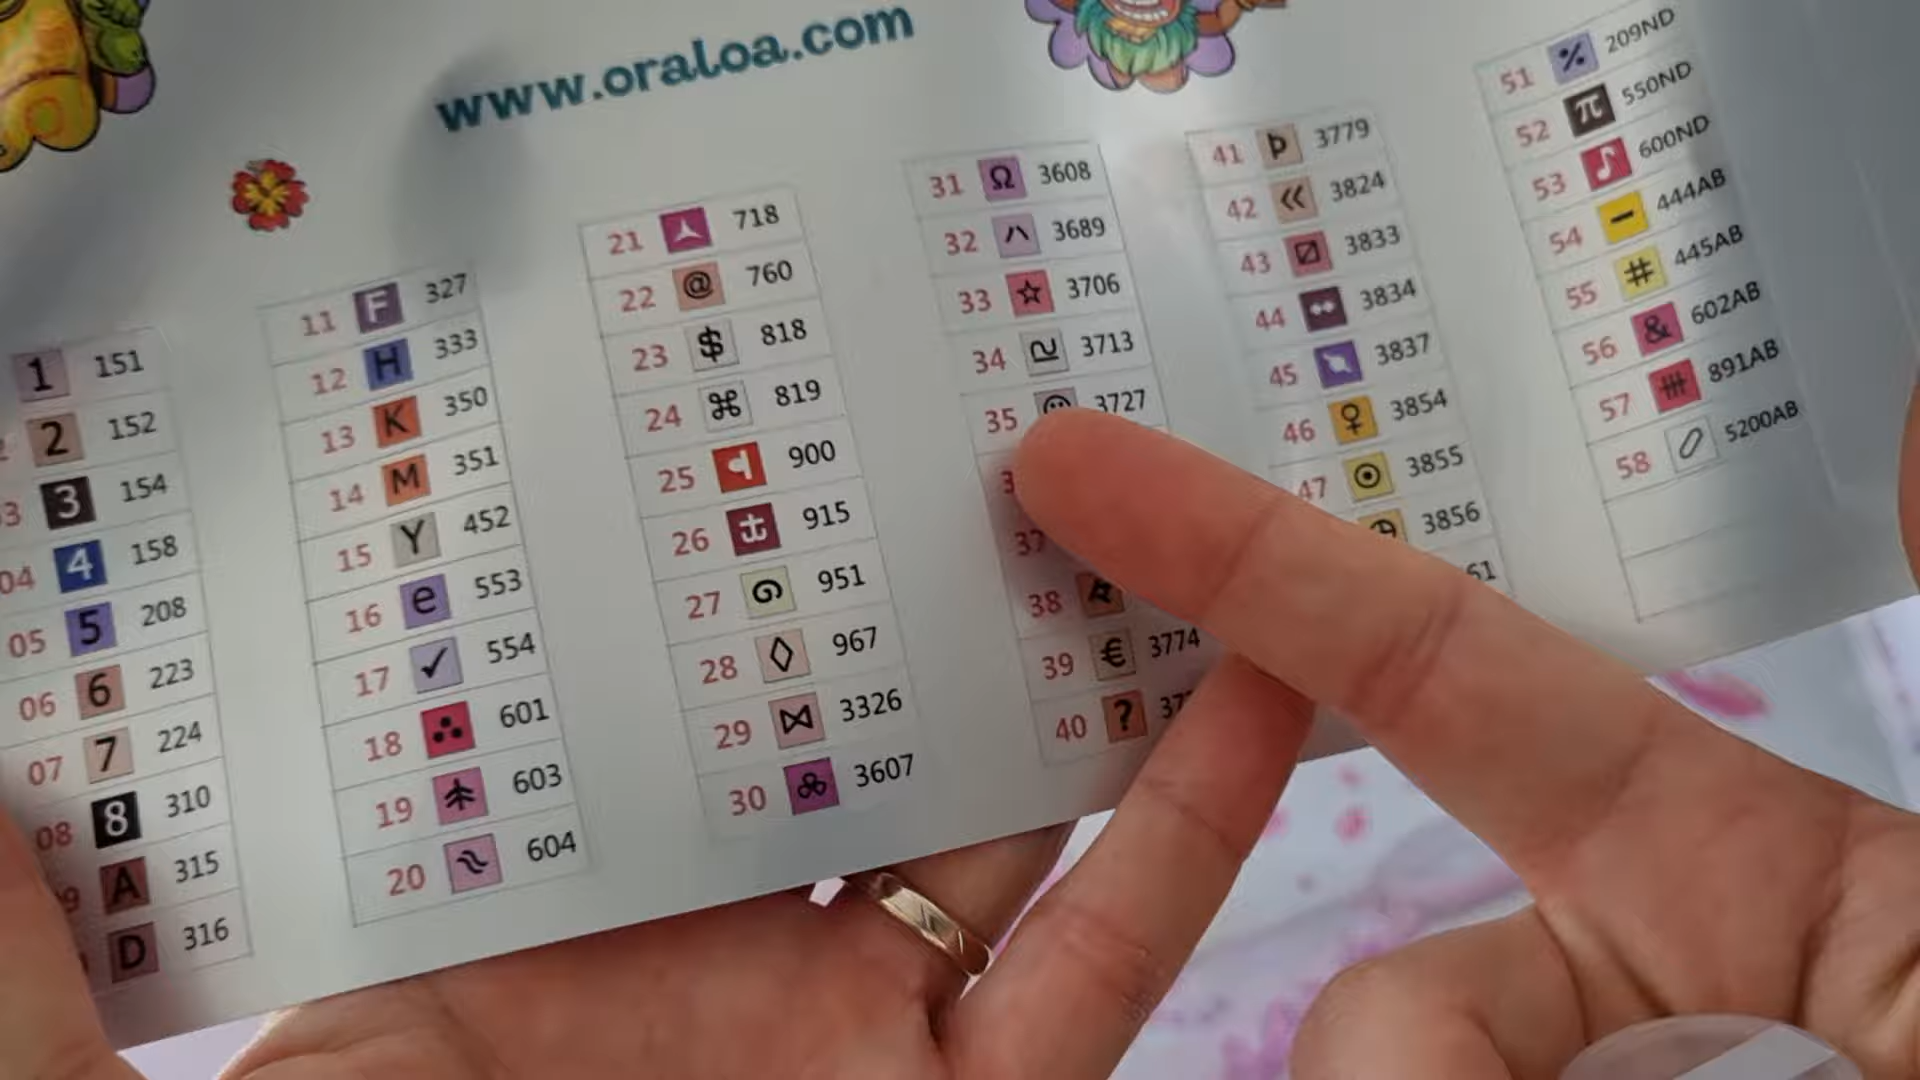 www.oraloa.com
1 151
2 152
3 3 154
04 4 158
05 5 208
06 6 223
07 7 224
08 8 310
9 A 315
D 316
11 F 327
12 H 333
13 K 350
14 M 351
15 Y 452
16 e 553
17 ✓ 554
18 601
19 603
20 604
21 718
22 @ 760
23 $ 818
24 ⌘ 819
25 900
26 915
27 951
28 ◊ 967
29 ⋈ 3326
30 3607
31 Ω 3608
32 3689
33 ☆ 3706
34 3713
35 3727
37
38
39 € 3774
40 ?
41 Þ 3779
42 « 3824
43 3833
44 3834
45 3837
46 ♀ 3854
47 ⊙ 3855
3856
51 % 209ND
52 π 550ND
53 ♪ 600ND
54 – 444AB
55 # 445AB
56 & 602AB
57 891AB
58 5200AB